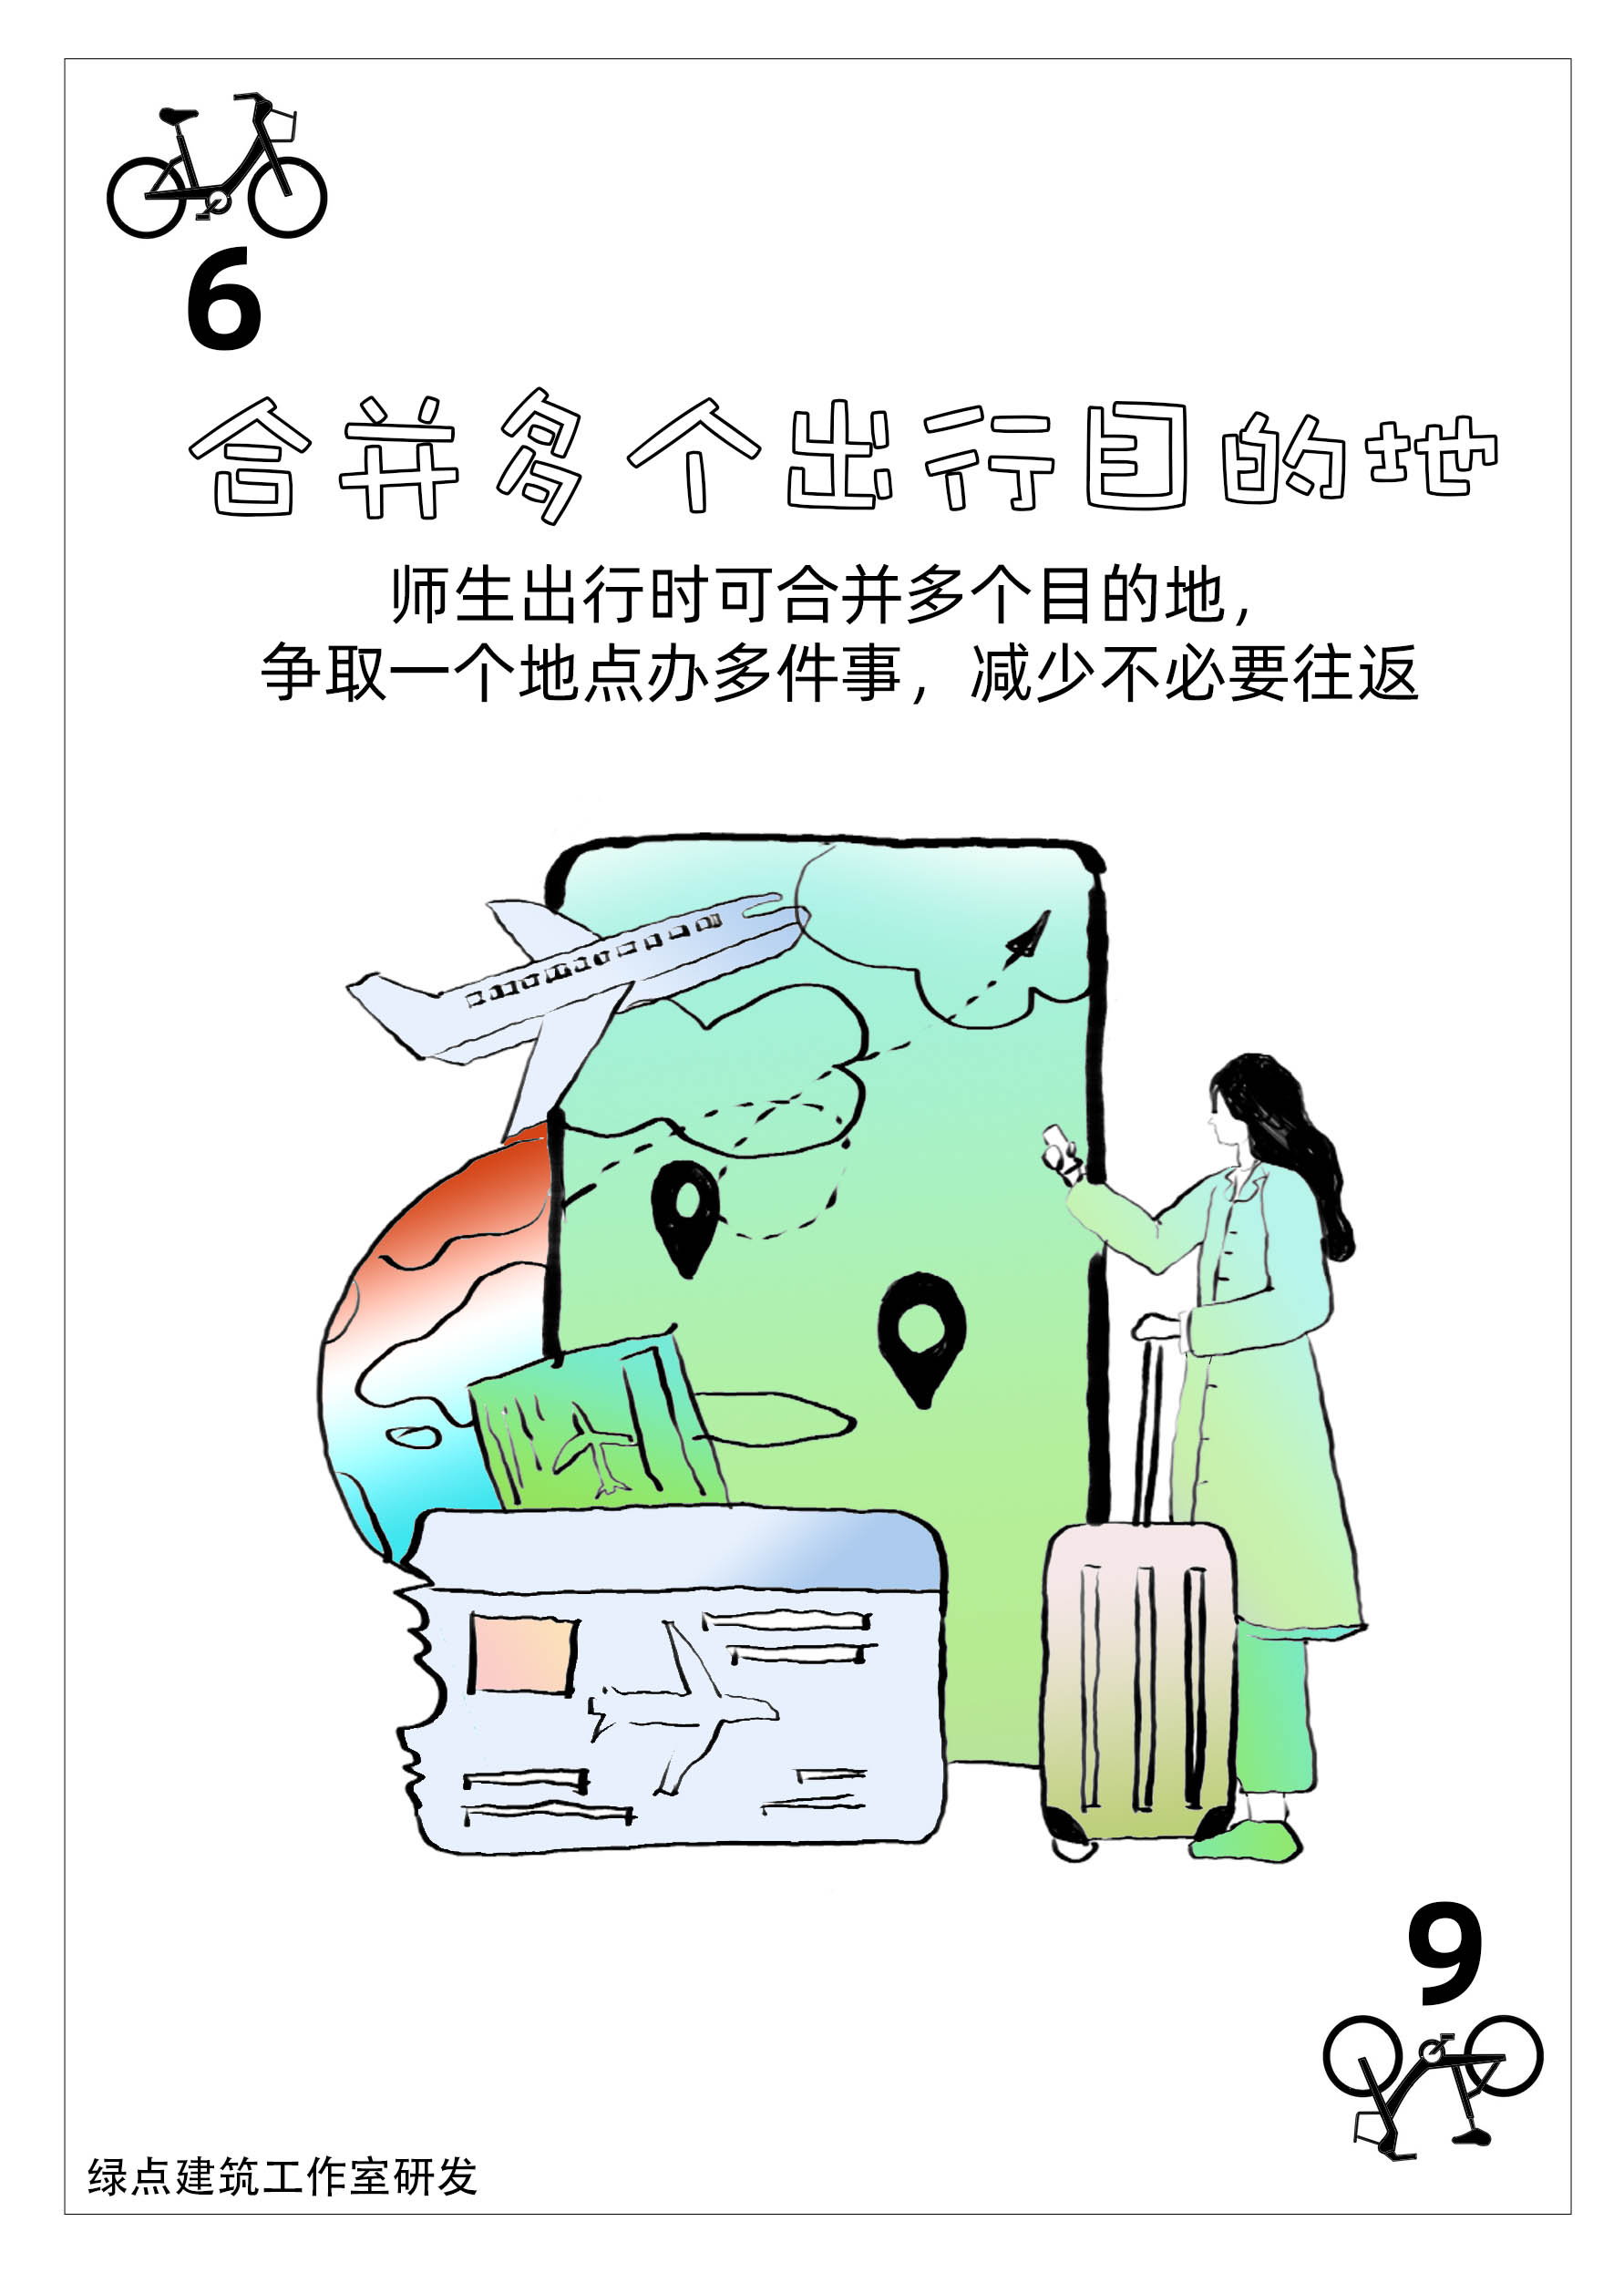 6
合并多个出行目的地
师生出行时可合并多个目的地，
争取一个地点办多件事，减少不必要往返
6
绿点建筑工作室研发